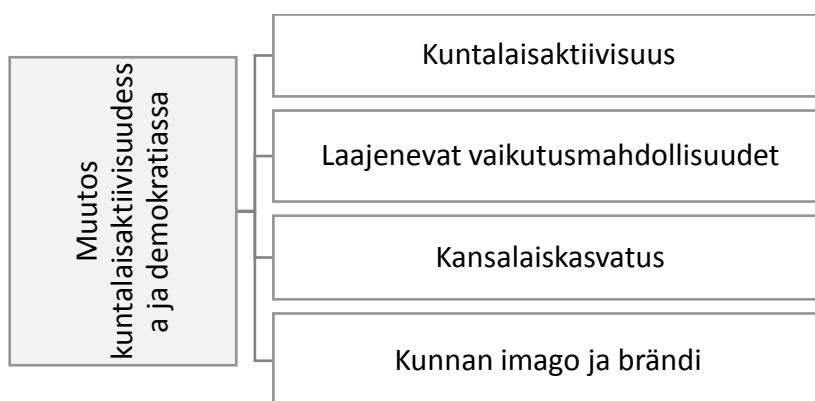 Muutos
kuntalaisaktiivisuudess
a ja demokratiassa
Kuntalaisaktiivisuus
Laajenevat vaikutusmahdollisuudet
Kansalaiskasvatus
Kunnan imago ja brändi